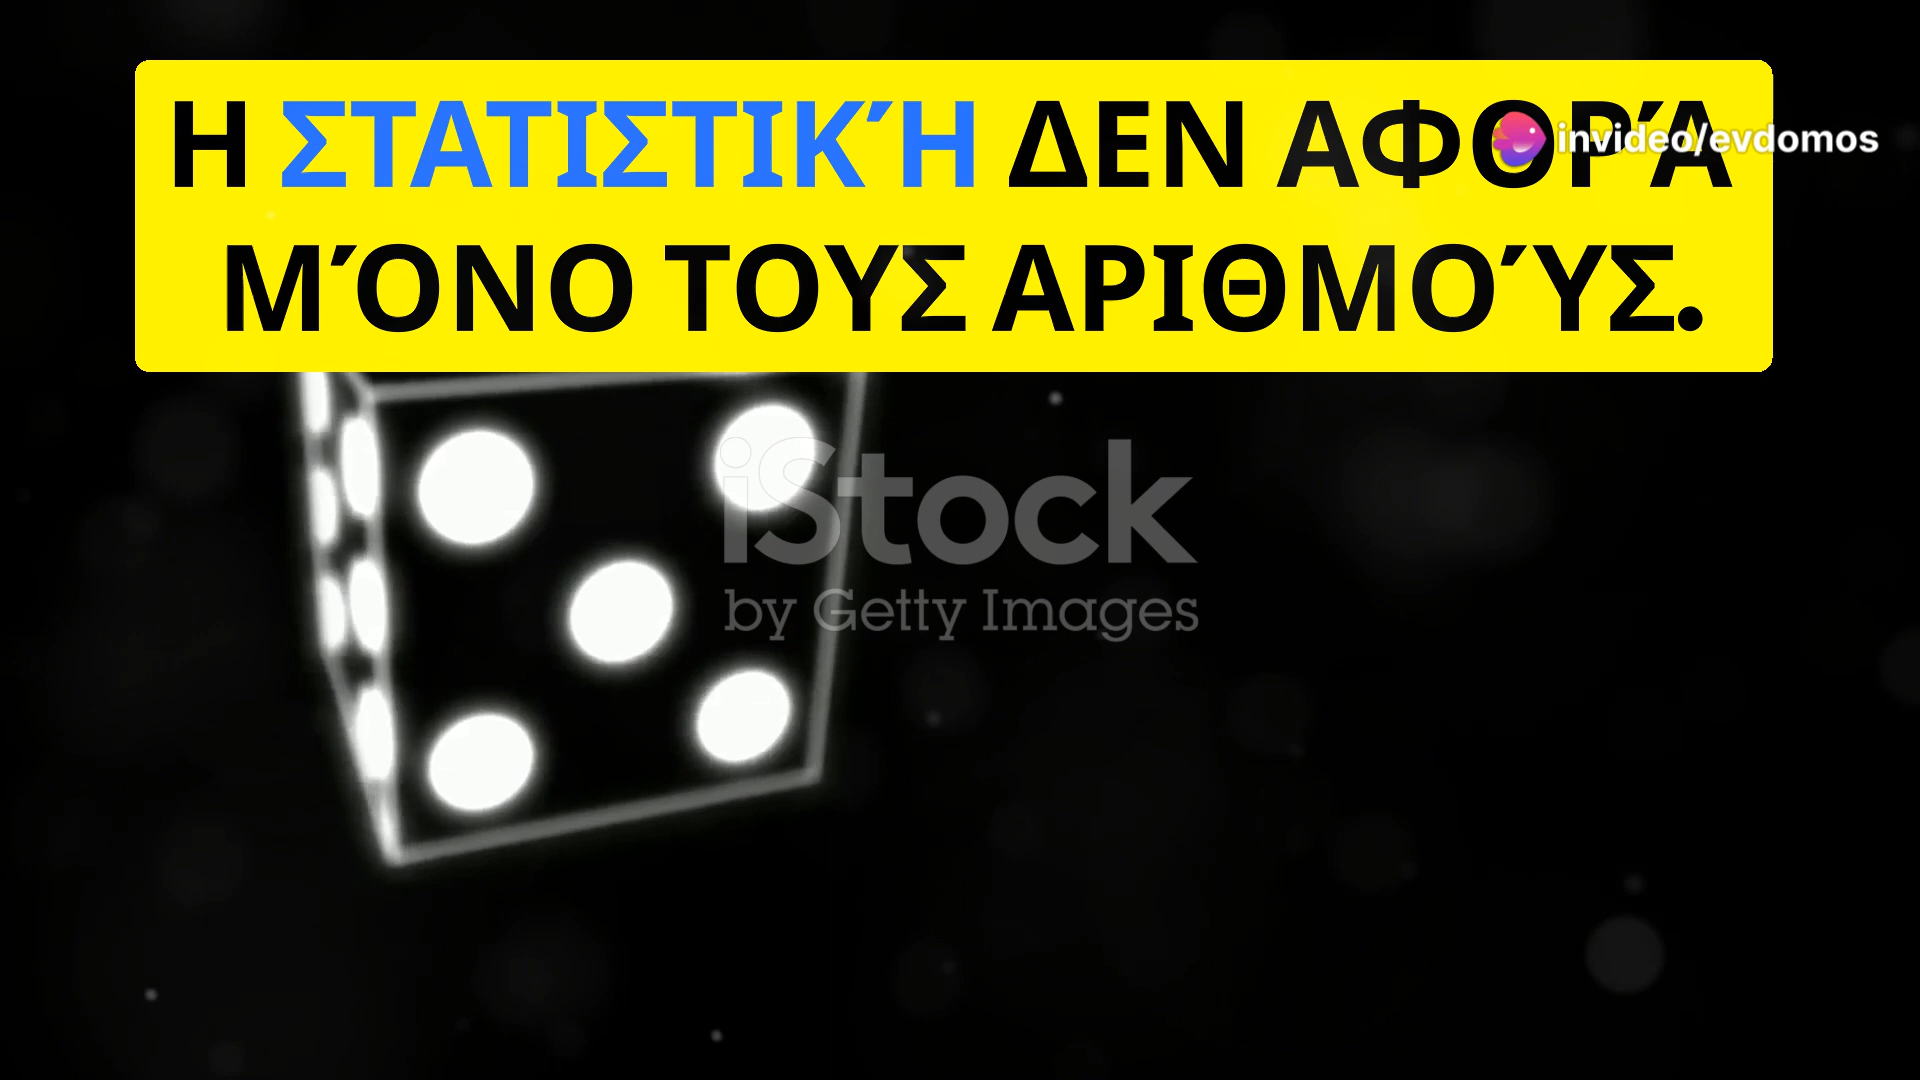 Η ΣΤΑΤΙΣΤΙΚΉ ΔΕΝ ΑΦΟΡΆ
invideo/evdomos
ΜΌΝΟ ΤΟΥΣ ΑΡΙΘΜΟΎΣ.
iStock
by Getty Images